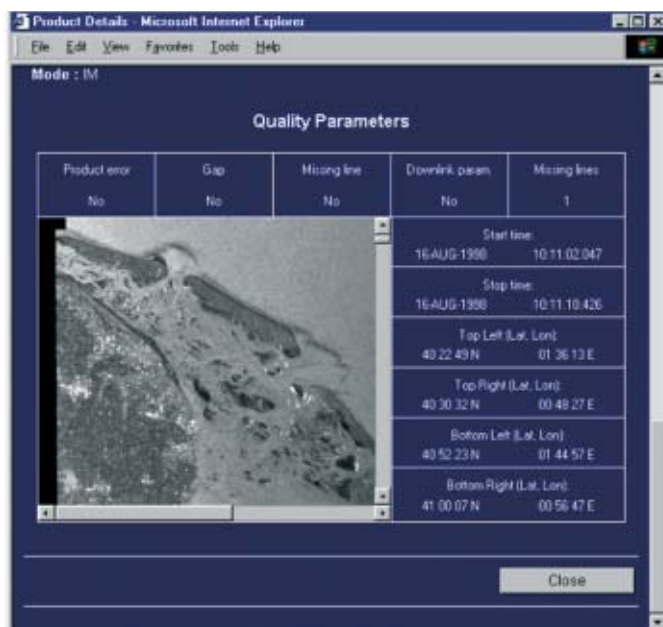 Product Details - Microsoft Internet Explorer
File Edit View Favorites Tools Help
Mode : IM
Quality Parameters
Product error Gap Missing line Downlink param Missing lines
No No No No 1
Start time:
16-AUG-1998 10:11.02.047
Stop time:
16-AUG-1998 10:11.10.426
Top Left (Lat, Lon):
40 22 49 N 01 36 13 E
Top Right (Lat, Lon):
40 30 32 N 00 48 27 E
Bottom Left (Lat, Lon):
40 52 23 N 01 44 57 E
Bottom Right (Lat, Lon):
41 00 07 N 00 56 47 E
Close